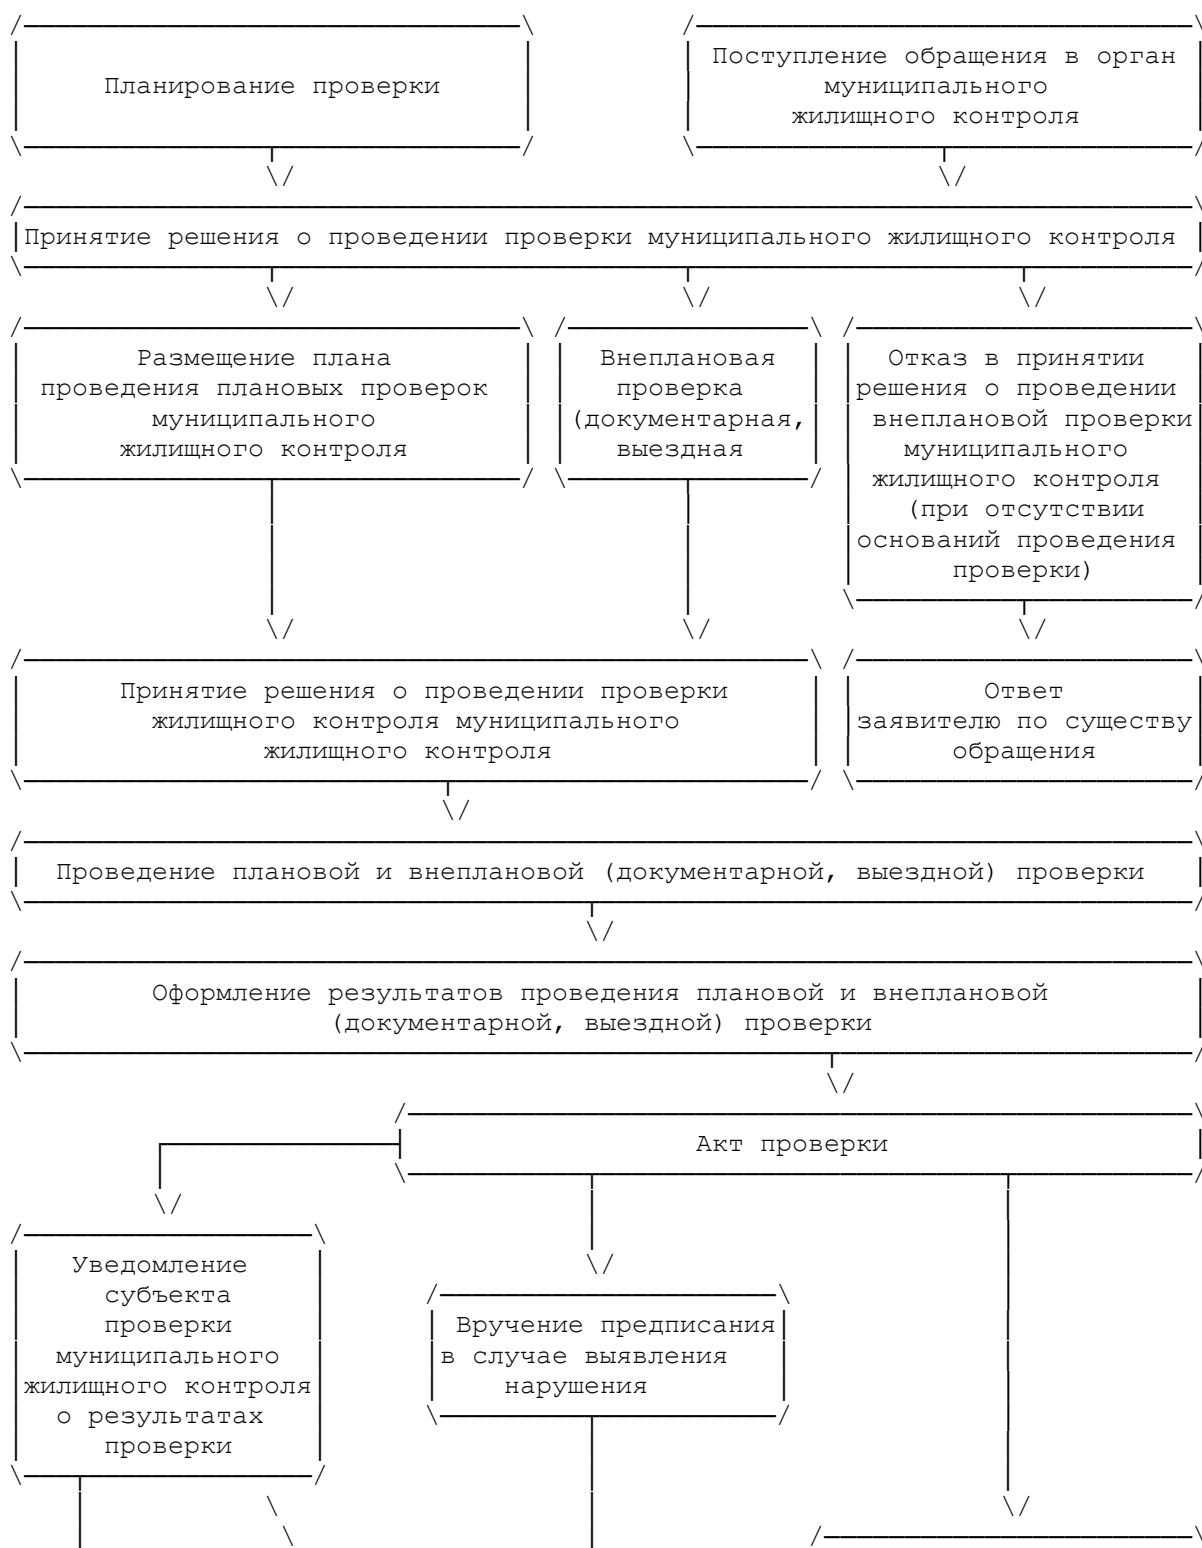 Планирование проверки
Поступление обращения в орган
муниципального
жилищного контроля
Принятие решения о проведении проверки муниципального жилищного контроля
Размещение плана
проведения плановых проверок
муниципального
жилищного контроля
Внеплановая
проверка
(документарная,
выездная
Отказ в принятии
решения о проведении
внеплановой проверки
муниципального
жилищного контроля
(при отсутствии
оснований проведения
проверки)
Принятие решения о проведении проверки
жилищного контроля муниципального
жилищного контроля
Ответ
заявителю по существу
обращения
Проведение плановой и внеплановой (документарной, выездной) проверки
Оформление результатов проведения плановой и внеплановой
(документарной, выездной) проверки
Акт проверки
Уведомление
субъекта
проверки
муниципального
жилищного контроля
о результатах
проверки
Вручение предписания
в случае выявления
нарушения